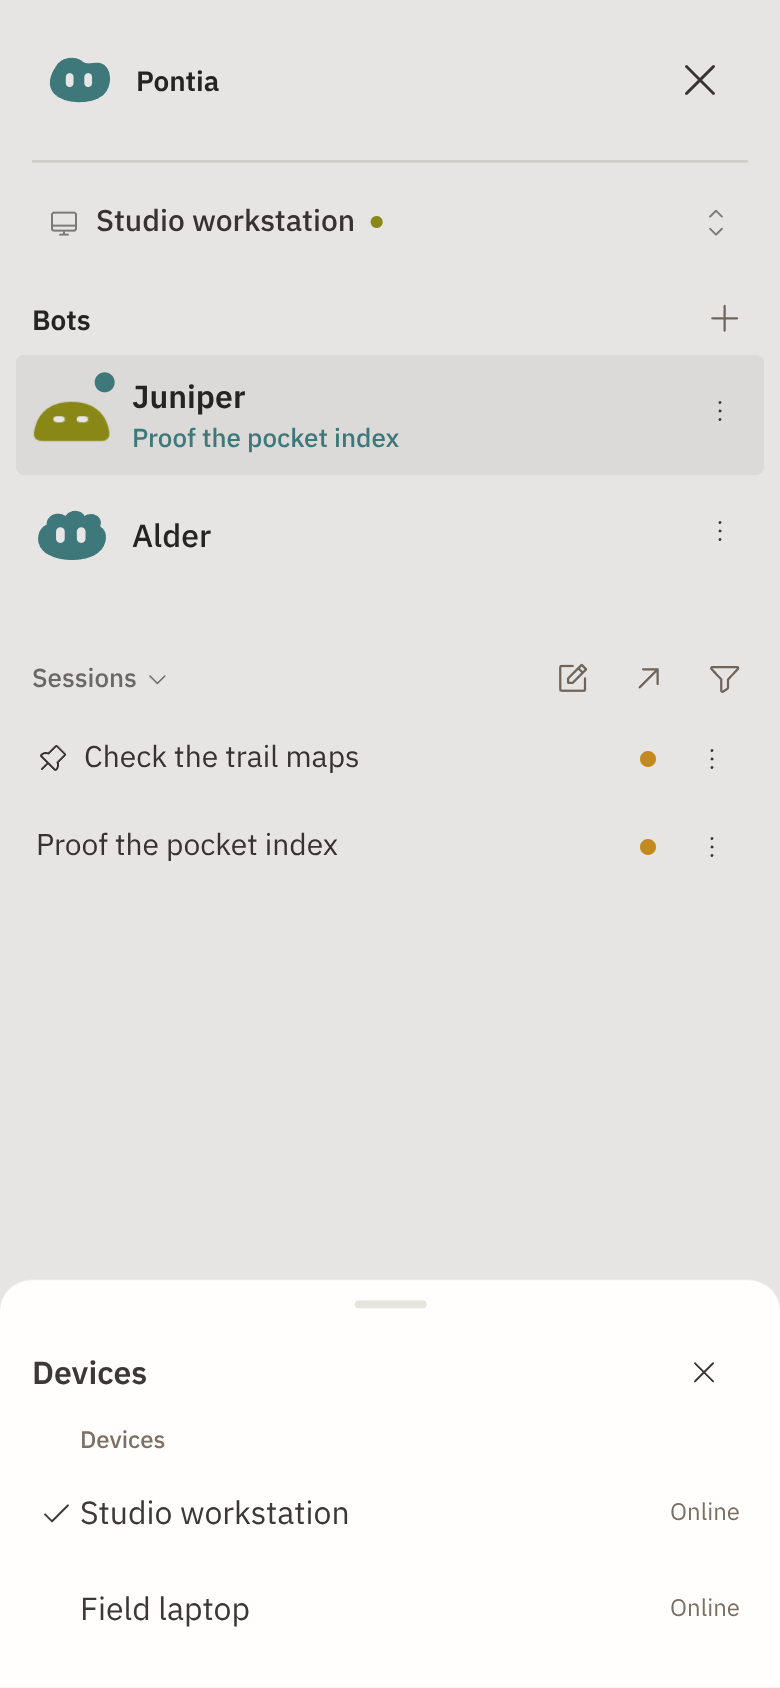 Pontia
Studio workstation
Bots
Juniper
Proof the pocket index
Alder
Sessions
Check the trail maps
Proof the pocket index
Devices
Devices
Studio workstation Online
Field laptop Online